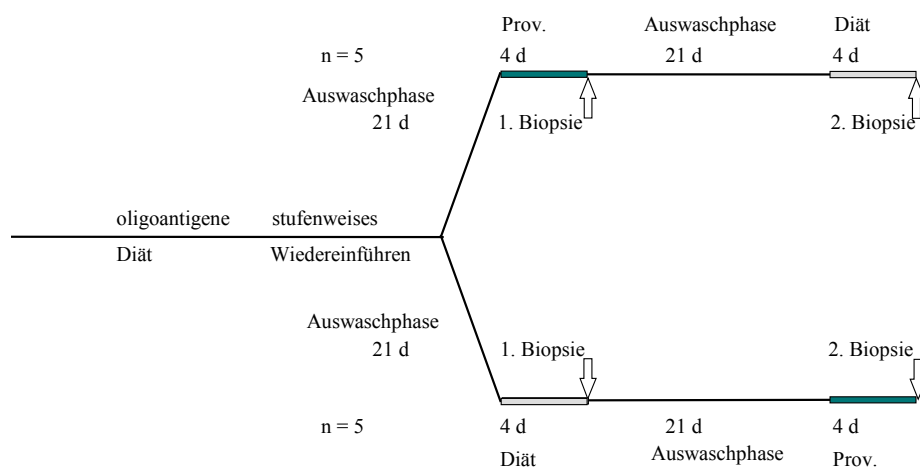 Prov. Auswaschphase Diät
n = 5 4 d 21 d 4 d
Auswaschphase
21 d 1. Biopsie 2. Biopsie
oligoantigene stufenweises
Diät Wiedereinführen
Auswaschphase
21 d 1. Biopsie 2. Biopsie
n = 5 4 d 21 d 4 d
Diät Auswaschphase Prov.